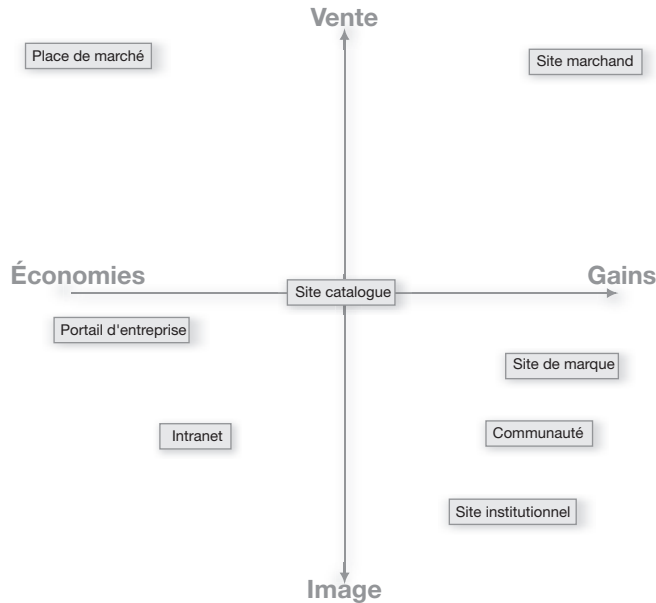 Vente
Place de marché
Site marchand
Économies
Gains
Site catalogue
Portail d'entreprise
Site de marque
Communauté
Intranet
Site institutionnel
Image